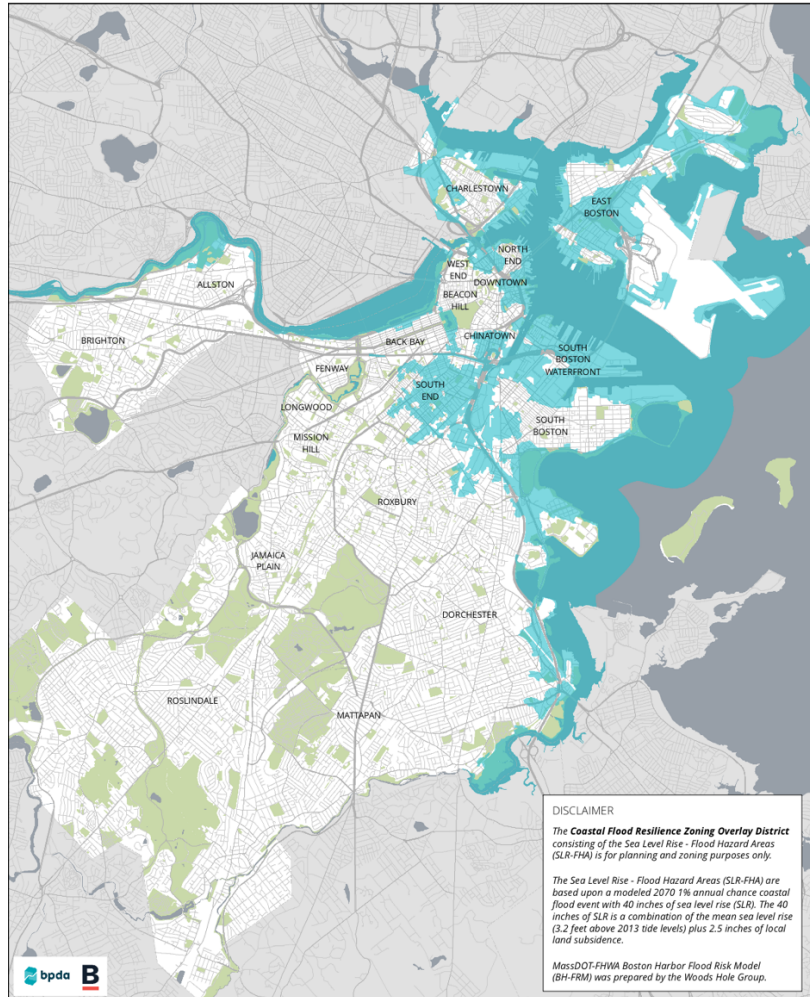 CHARLESTOWN
EAST
BOSTON
NORTH
END
WEST
END
DOWNTOWN
ALLSTON
BEACON
HILL
BRIGHTON
BACK BAY
CHINATOWN
SOUTH
BOSTON
WATERFRONT
FENWAY
SOUTH
END
LONGWOOD
SOUTH
BOSTON
MISSION
HILL
ROXBURY
JAMAICA
PLAIN
DORCHESTER
ROSLINDALE
MATTAPAN
DISCLAIMER
The Coastal Flood Resilience Zoning Overlay District
consisting of the Sea Level Rise - Flood Hazard Areas
(SLR-FHA) is for planning and zoning purposes only.
The Sea Level Rise - Flood Hazard Areas (SLR-FHA) are
based upon a modeled 2070 1% annual chance coastal
flood event with 40 inches of sea level rise (SLR). The 40
inches of SLR is a combination of the mean sea level rise
(3.2 feet above 2013 tide levels) plus 2.5 inches of local
land subsidence.
MassDOT-FHWA Boston Harbor Flood Risk Model
(BH-FRM) was prepared by the Woods Hole Group.
bpda B